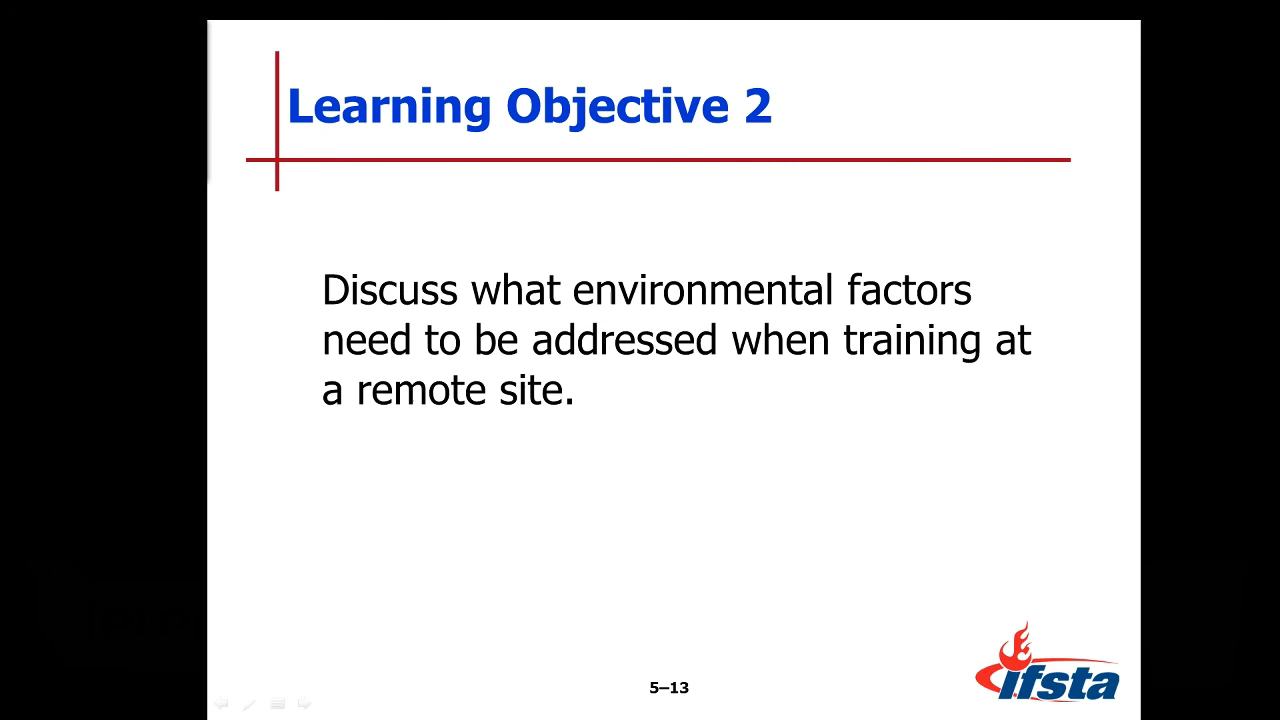 Learning Objective 2
Discuss what environmental factors
need to be addressed when training at
a remote site.
5–13
ifsta